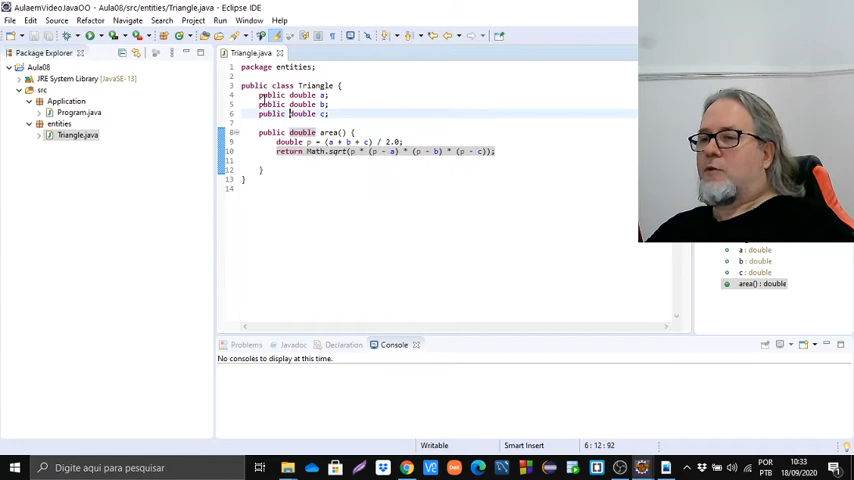 AulaemVideoJavaOO - Aula08/src/entities/Triangle.java - Eclipse IDE
File Edit Source Refactor Navigate Search Project Run Window Help
Package Explorer
Aula08
JRE System Library [JavaSE-13]
src
Application
Program.java
entities
Triangle.java
Triangle.java
1 package entities;
2
3 public class Triangle {
4 public double a;
5 public double b;
6 public double c;
7
8 public double area() {
9 double p = (a + b + c) / 2.0;
10 return Math.sqrt(p * (p - a) * (p - b) * (p - c));
11
12 }
13 }
14
a : double
b : double
c : double
area() : double
Problems Javadoc Declaration Console
No consoles to display at this time.
Writable Smart Insert 6 : 12 : 92
Digite aqui para pesquisar
POR
PTB
10:33
18/09/2020